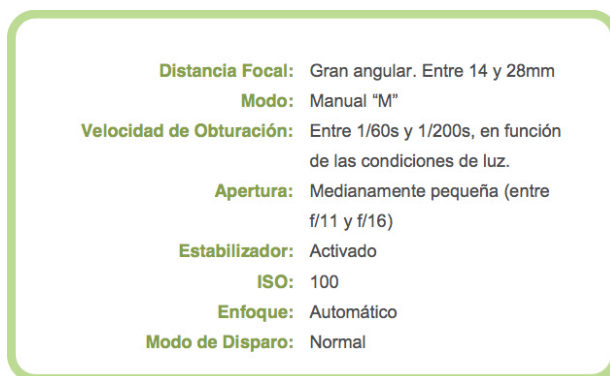 Distancia Focal: Gran angular. Entre 14 y 28mm
Modo: Manual “M”
Velocidad de Obturación: Entre 1/60s y 1/200s, en función
de las condiciones de luz.
Apertura: Medianamente pequeña (entre
f/11 y f/16)
Estabilizador: Activado
ISO: 100
Enfoque: Automático
Modo de Disparo: Normal